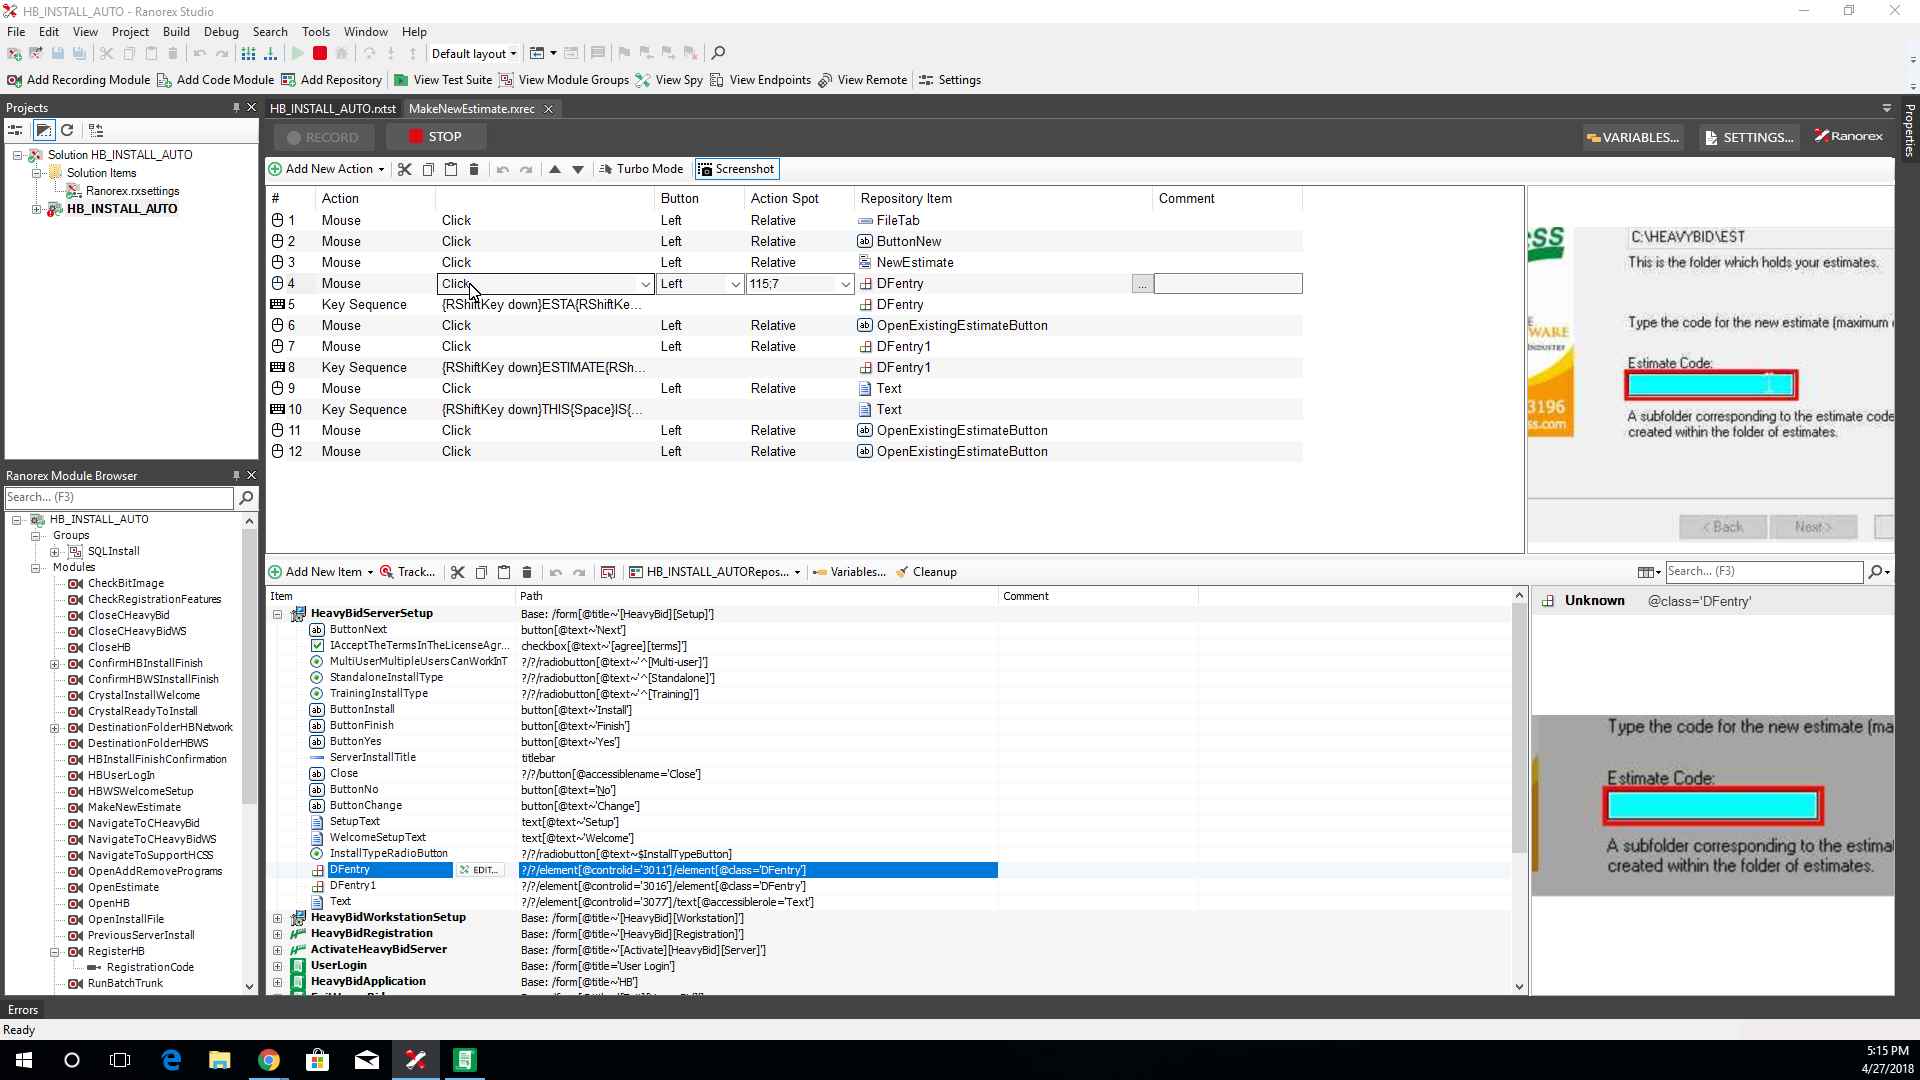 HB_INSTALL_AUTO - Ranorex Studio
File Edit View Project Build Debug Search Tools Window Help
Default layout
Add Recording Module Add Code Module Add Repository View Test Suite View Module Groups View Spy View Endpoints View Remote Settings
Projects
HB_INSTALL_AUTO.rxtst MakeNewEstimate.rxrec
Properties
RECORD STOP VARIABLES... SETTINGS... Ranorex
Solution HB_INSTALL_AUTO
Solution Items
Ranorex.rxsettings
HB_INSTALL_AUTO
Add New Action Turbo Mode Screenshot
# Action Button Action Spot Repository Item Comment
1 Mouse Click Left Relative FileTab
2 Mouse Click Left Relative ButtonNew
3 Mouse Click Left Relative NewEstimate
4 Mouse Click Left 115;7 DFentry ...
5 Key Sequence {RShiftKey down}ESTA{RShiftKe... DFentry
6 Mouse Click Left Relative OpenExistingEstimateButton
7 Mouse Click Left Relative DFentry1
8 Key Sequence {RShiftKey down}ESTIMATE{RSh... DFentry1
9 Mouse Click Left Relative Text
10 Key Sequence {RShiftKey down}THIS{Space}IS{... Text
11 Mouse Click Left Relative OpenExistingEstimateButton
12 Mouse Click Left Relative OpenExistingEstimateButton
C:\HEAVYBID\EST
This is the folder which holds your estimates.
Type the code for the new estimate (maximum
WARE
INDUSTRY
Estimate Code:
3196
ss.com
A subfolder corresponding to the estimate code
created within the folder of estimates.
< Back Next >
Ranorex Module Browser
Search... (F3)
HB_INSTALL_AUTO
Groups
SQLInstall
Modules
CheckBitImage
CheckRegistrationFeatures
CloseCHeavyBid
CloseCHeavyBidWS
CloseHB
ConfirmHBInstallFinish
ConfirmHBWSInstallFinish
CrystalInstallWelcome
CrystalReadyToInstall
DestinationFolderHBNetwork
DestinationFolderHBWS
HBInstallFinishConfirmation
HBUserLogIn
HBWSWelcomeSetup
MakeNewEstimate
NavigateToCHeavyBid
NavigateToCHeavyBidWS
NavigateToSupportHCSS
OpenAddRemovePrograms
OpenEstimate
OpenHB
OpenInstallFile
PreviousServerInstall
RegisterHB
RegistrationCode
RunBatchTrunk
Add New Item Track... HB_INSTALL_AUTORepos... Variables... Cleanup Search... (F3)
Item Path Comment
HeavyBidServerSetup Base: /form[@title~'[HeavyBid][Setup]']
ButtonNext button[@text~'Next']
IAcceptTheTermsInTheLicenseAgr... checkbox[@text~'[agree][terms]']
MultiUserMultipleUsersCanWorkInT ?/?/radiobutton[@text~'^[Multi-user]']
StandaloneInstallType ?/?/radiobutton[@text~'^[Standalone]']
TrainingInstallType ?/?/radiobutton[@text~'^[Training]']
ButtonInstall button[@text~'Install']
ButtonFinish button[@text~'Finish']
ButtonYes button[@text~'Yes']
ServerInstallTitle titlebar
Close ?/?/button[@accessiblename='Close']
ButtonNo button[@text='No']
ButtonChange button[@text~'Change']
SetupText text[@text~'Setup']
WelcomeSetupText text[@text~'Welcome']
InstallTypeRadioButton ?/?/radiobutton[@text~$InstallTypeButton]
DFentry EDIT... ?/?/element[@controlid='3011']/element[@class='DFentry']
DFentry1 ?/?/element[@controlid='3016']/element[@class='DFentry']
Text ?/?/element[@controlid='3077']/text[@accessiblerole='Text']
HeavyBidWorkstationSetup Base: /form[@title~'[HeavyBid][Workstation]']
HeavyBidRegistration Base: /form[@title~'[HeavyBid][Registration]']
ActivateHeavyBidServer Base: /form[@title~'[Activate][HeavyBid][Server]']
UserLogin Base: /form[@title='User Login']
HeavyBidApplication Base: /form[@title~'HB']
Unknown @class='DFentry'
Type the code for the new estimate (ma
Estimate Code:
A subfolder corresponding to the estimat
created within the folder of estimates.
Errors
Ready
5:15 PM
4/27/2018